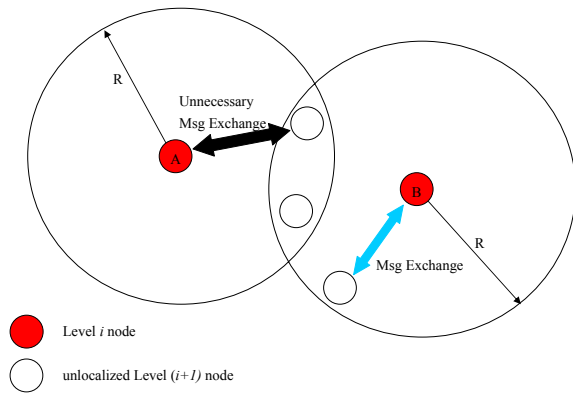 R
Unnecessary
Msg Exchange
A
B
R
Msg Exchange
Level i node
unlocalized Level (i+1) node